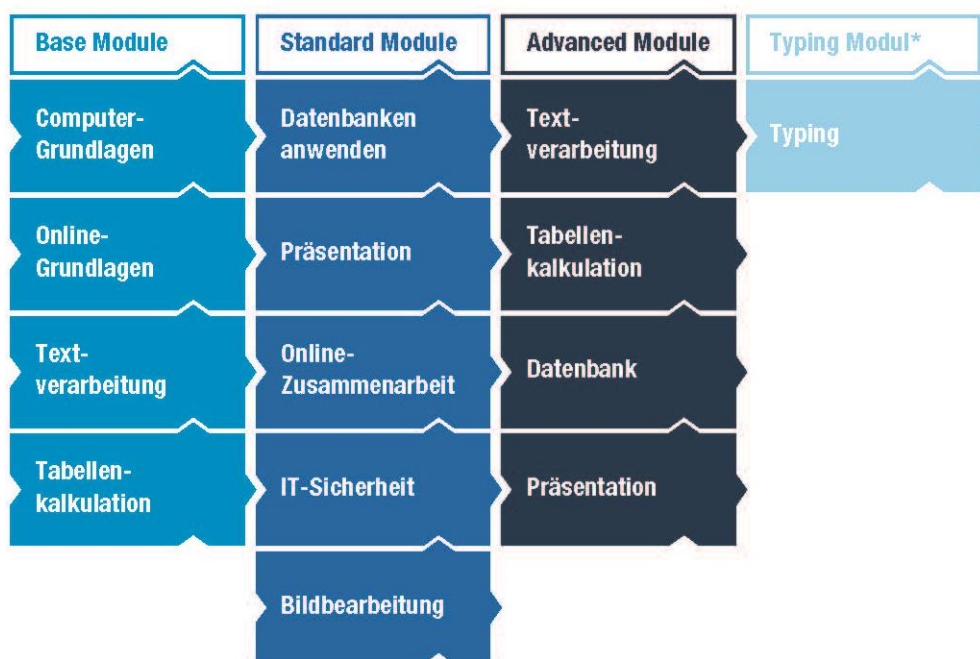 Base Module
Computer-
Grundlagen
Online-
Grundlagen
Text-
verarbeitung
Tabellen-
kalkulation
Standard Module
Datenbanken
anwenden
Präsentation
Online-
Zusammenarbeit
IT-Sicherheit
Bildbearbeitung
Advanced Module
Text-
verarbeitung
Tabellen-
kalkulation
Datenbank
Präsentation
Typing Modul*
Typing